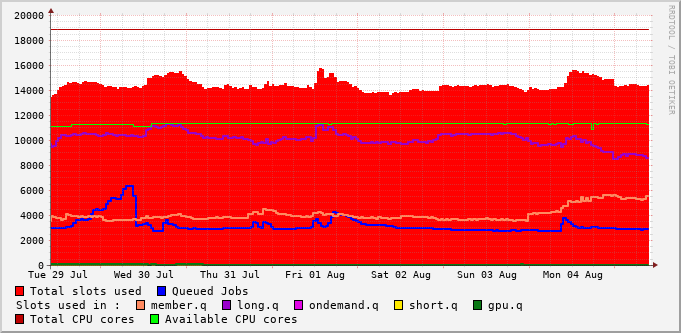 RRDTOOL / TOBI OETIKER
20000
18000
16000
14000
12000
10000
8000
6000
4000
2000
0
Tue 29 Jul Wed 30 Jul Thu 31 Jul Fri 01 Aug Sat 02 Aug Sun 03 Aug Mon 04 Aug
Total slots used Queued Jobs
Slots used in : member.q long.q ondemand.q short.q gpu.q
Total CPU cores Available CPU cores